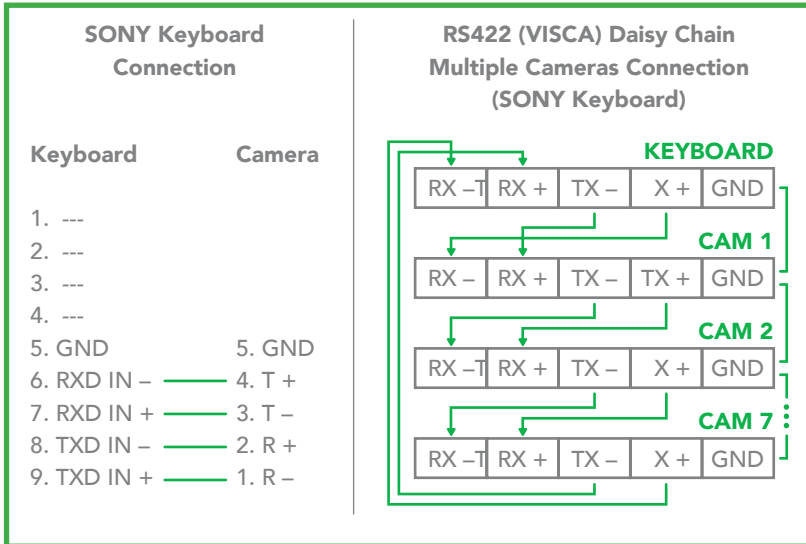 SONY Keyboard
Connection
Keyboard Camera
1. ---
2. ---
3. ---
4. ---
5. GND 5. GND
6. RXD IN – 4. T +
7. RXD IN + 3. T –
8. TXD IN – 2. R +
9. TXD IN + 1. R –
RS422 (VISCA) Daisy Chain
Multiple Cameras Connection
(SONY Keyboard)
KEYBOARD
RX –T RX + TX – X + GND
CAM 1
RX – RX + TX – TX + GND
CAM 2
RX –T RX + TX – X + GND
CAM 7
RX –T RX + TX – X + GND